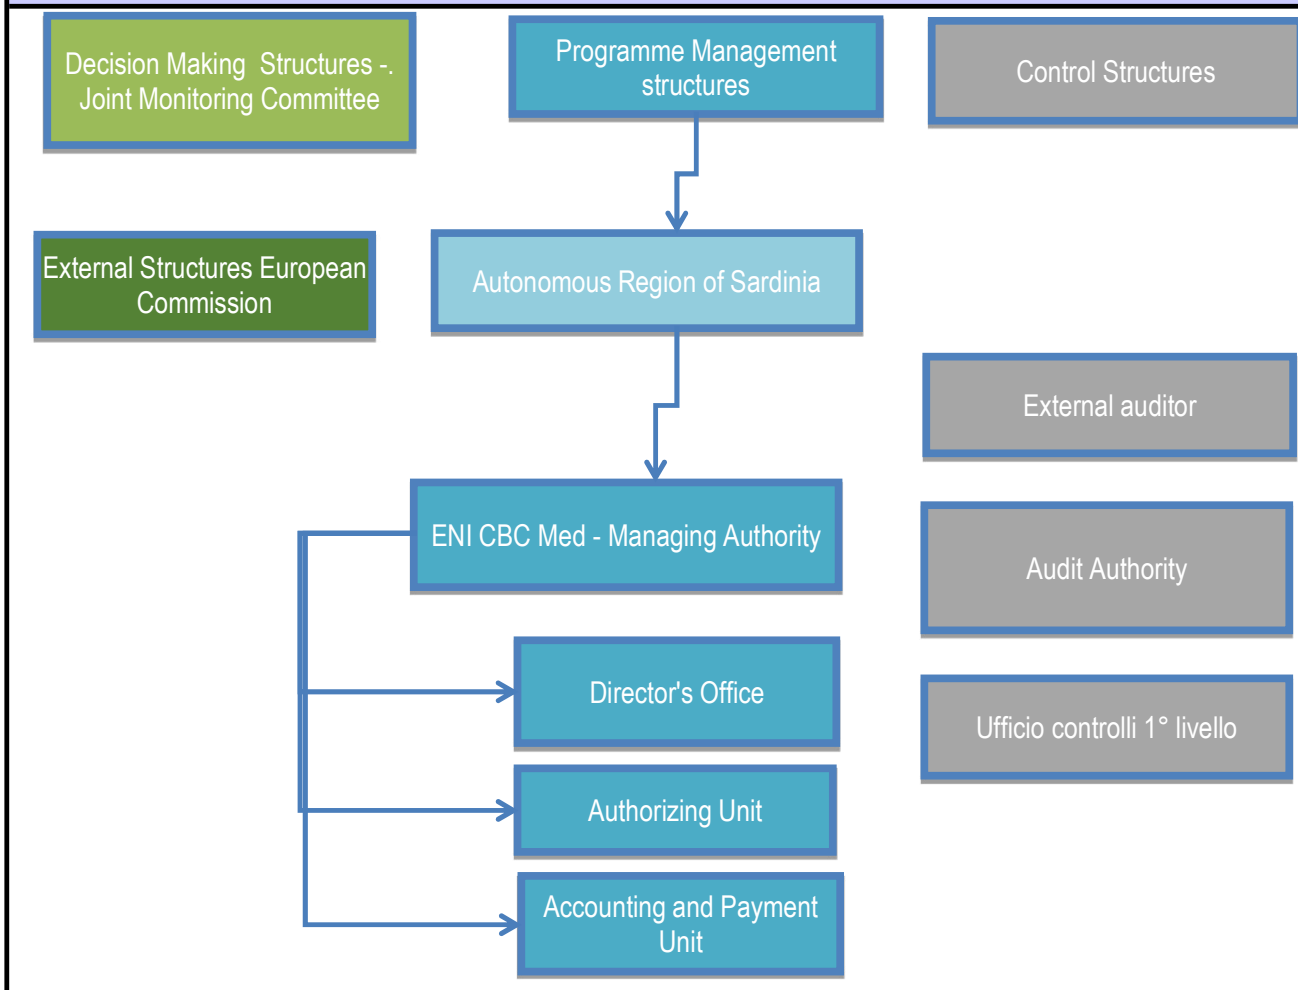 Decision Making  Structures -.
Joint Monitoring Committee
Programme Management
structures
Control Structures
External Structures European
Commission
Autonomous Region of Sardinia
External auditor
ENI CBC Med - Managing Authority
Audit Authority
Director's Office
Ufficio controlli 1° livello
Authorizing Unit
Accounting and Payment
Unit